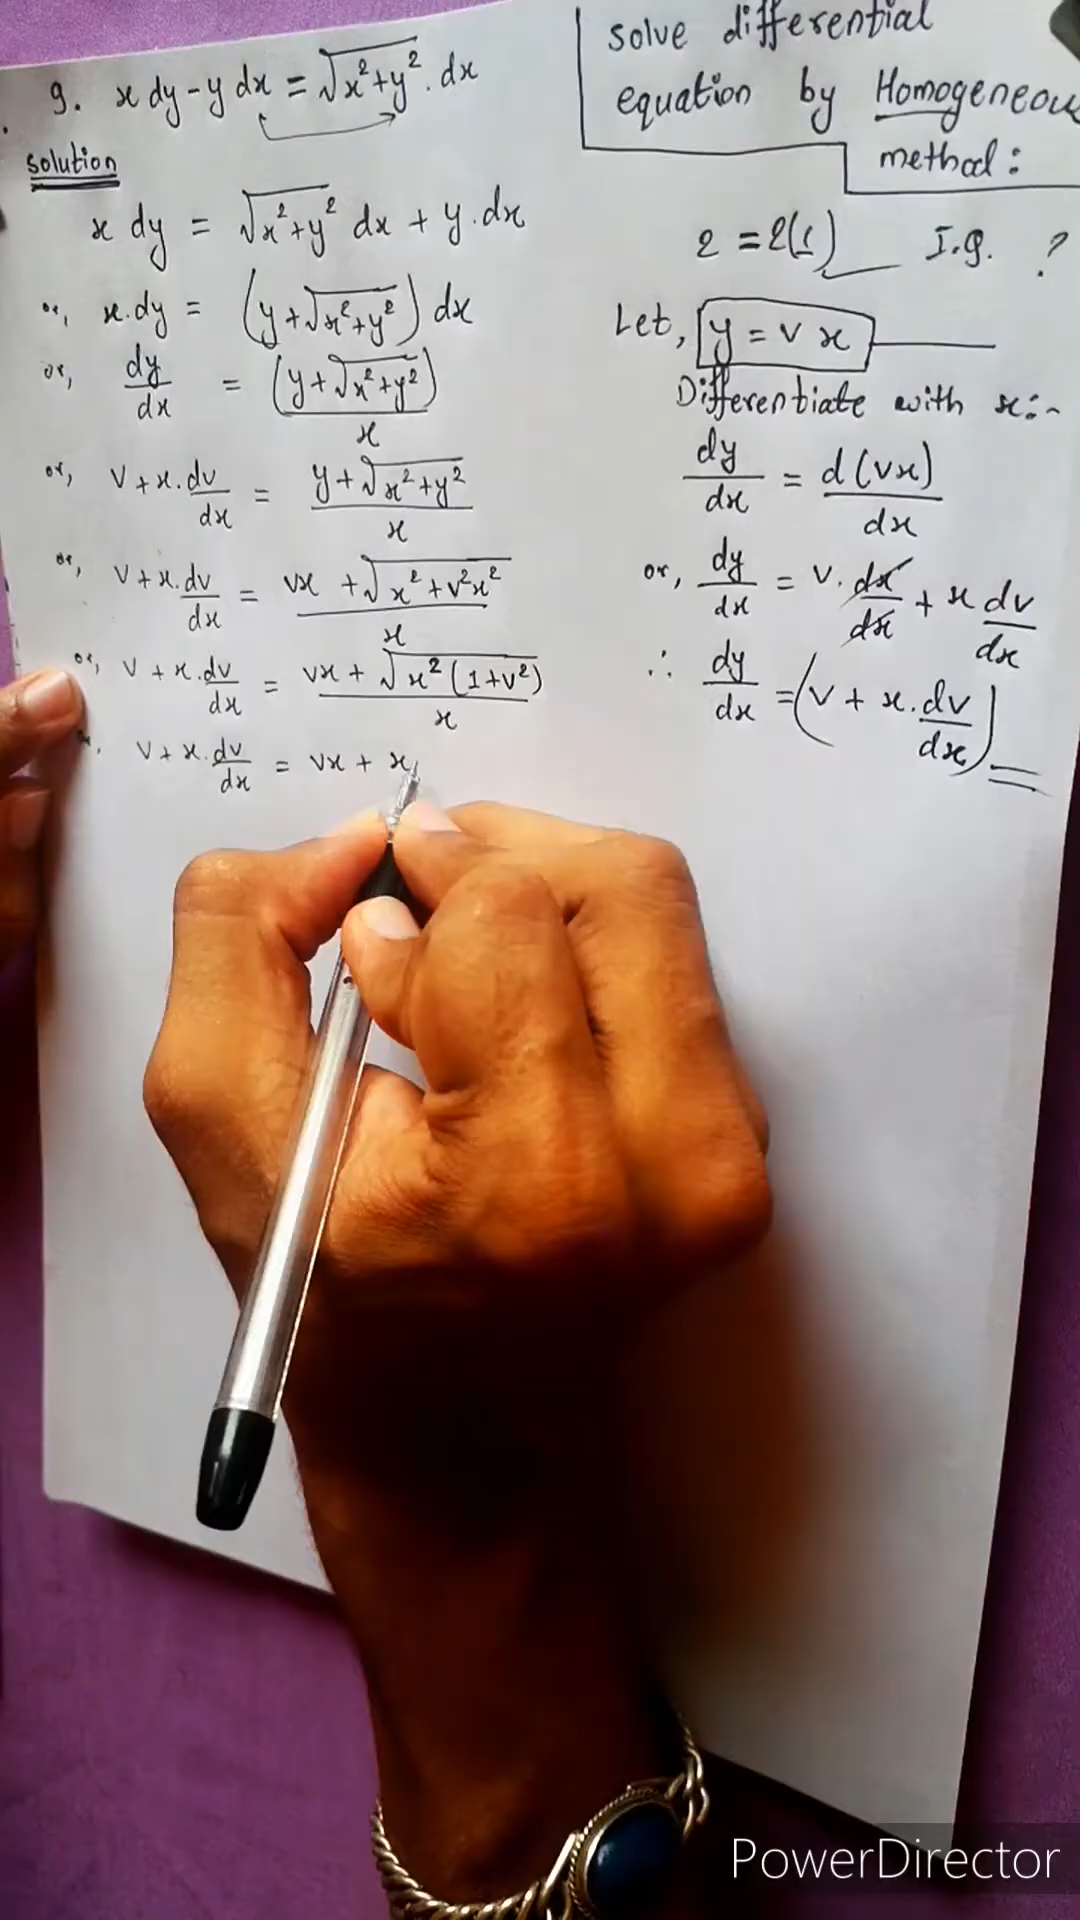 9. x dy - y dx = √x²+y² . dx
solution
x dy = √x²+y² dx + y.dx
or, x.dy = (y+√x²+y²) dx
or, dy/dx = (y+√x²+y²)/x
or, v+x.dv/dx = y+√x²+y²/x
or, v+x.dv/dx = vx +√x²+v²x²/x
or, v + x.dv/dx = vx + √x²(1+v²)/x
v+x.dv/dx = vx + x
solve differential
equation by Homogeneous
method:
2 = 2(1) I.g. ?
Let, y = v x
Differentiate with x:~
dy/dx = d(vx)/dx
or, dy/dx = v.dx/dx + x dv/dx
∴ dy/dx = (v + x.dv/dx)
PowerDirector